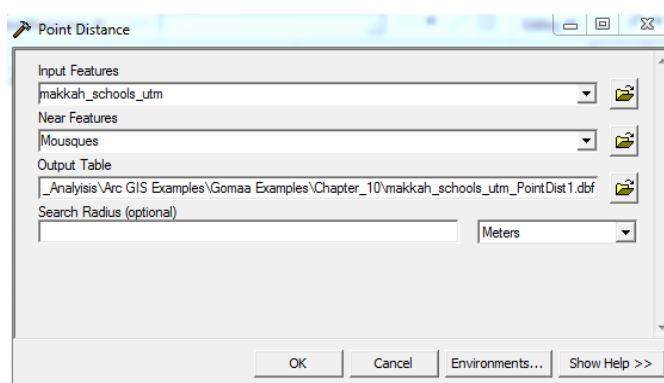 Point Distance
Input Features
makkah_schools_utm
Near Features
Mousques
Output Table
_Analyisis\Arc GIS Examples\Gomaa Examples\Chapter_10\makkah_schools_utm_PointDist1.dbf
Search Radius (optional)
Meters
OK Cancel Environments... Show Help >>